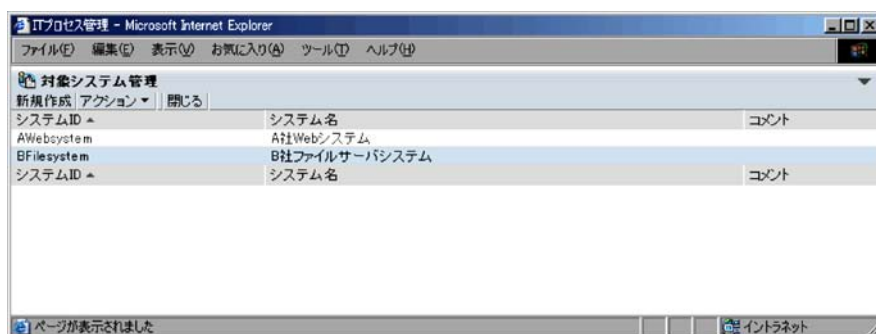 ITプロセス管理 - Microsoft Internet Explorer
ファイル(F) 編集(E) 表示(V) お気に入り(A) ツール(T) ヘルプ(H)
対象システム管理
新規作成 アクション 閉じる
システムID システム名 コメント
AWebsystem A社Webシステム
BFilesystem B社ファイルサーバシステム
システムID システム名 コメント
ページが表示されました イントラネット